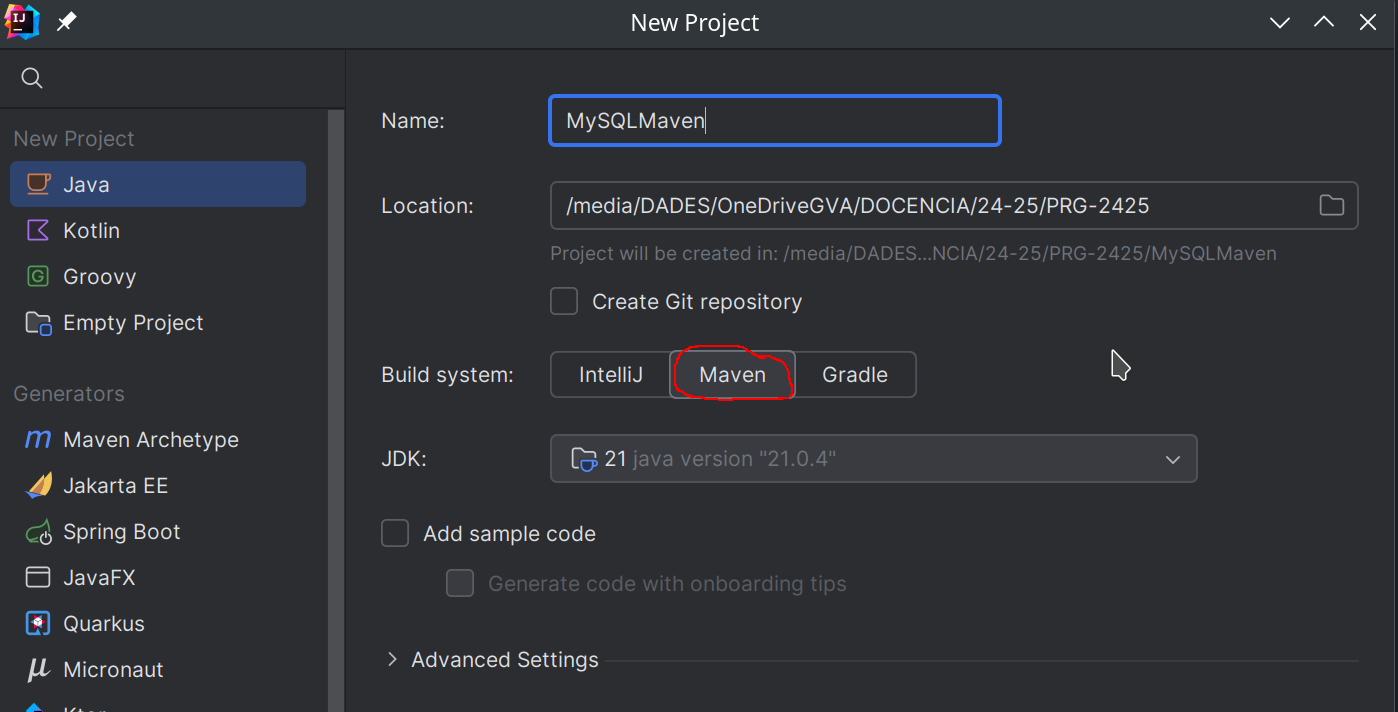 New Project
New Project
Java
Kotlin
Groovy
Empty Project
Generators
Maven Archetype
Jakarta EE
Spring Boot
JavaFX
Quarkus
Micronaut
Name:
MySQLMaven
Location:
/media/DADES/OneDriveGVA/DOCENCIA/24-25/PRG-2425
Project will be created in: /media/DADES...NCIA/24-25/PRG-2425/MySQLMaven
Create Git repository
Build system:
IntelliJ
Maven
Gradle
JDK:
21 java version "21.0.4"
Add sample code
Generate code with onboarding tips
Advanced Settings